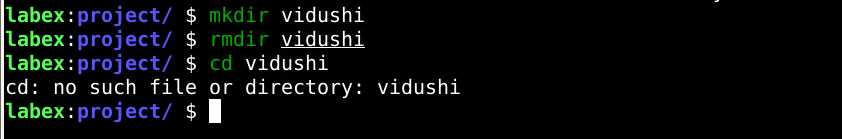 labex:project/ $ mkdir vidushi
labex:project/ $ rmdir vidushi
labex:project/ $ cd vidushi
cd: no such file or directory: vidushi
labex:project/ $